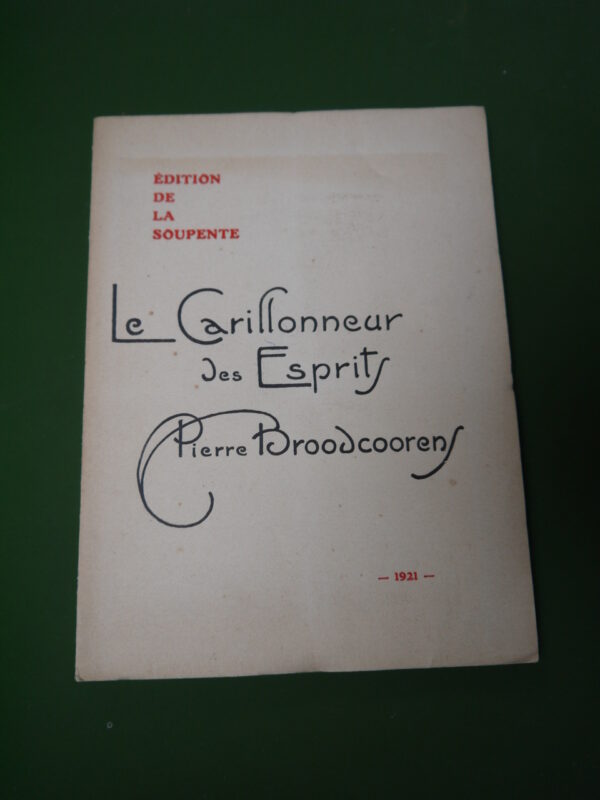 ÉDITION
DE
LA
SOUPENTE
Le Carillonneur
des Esprits
Pierre Broodcoorens
— 1921 —